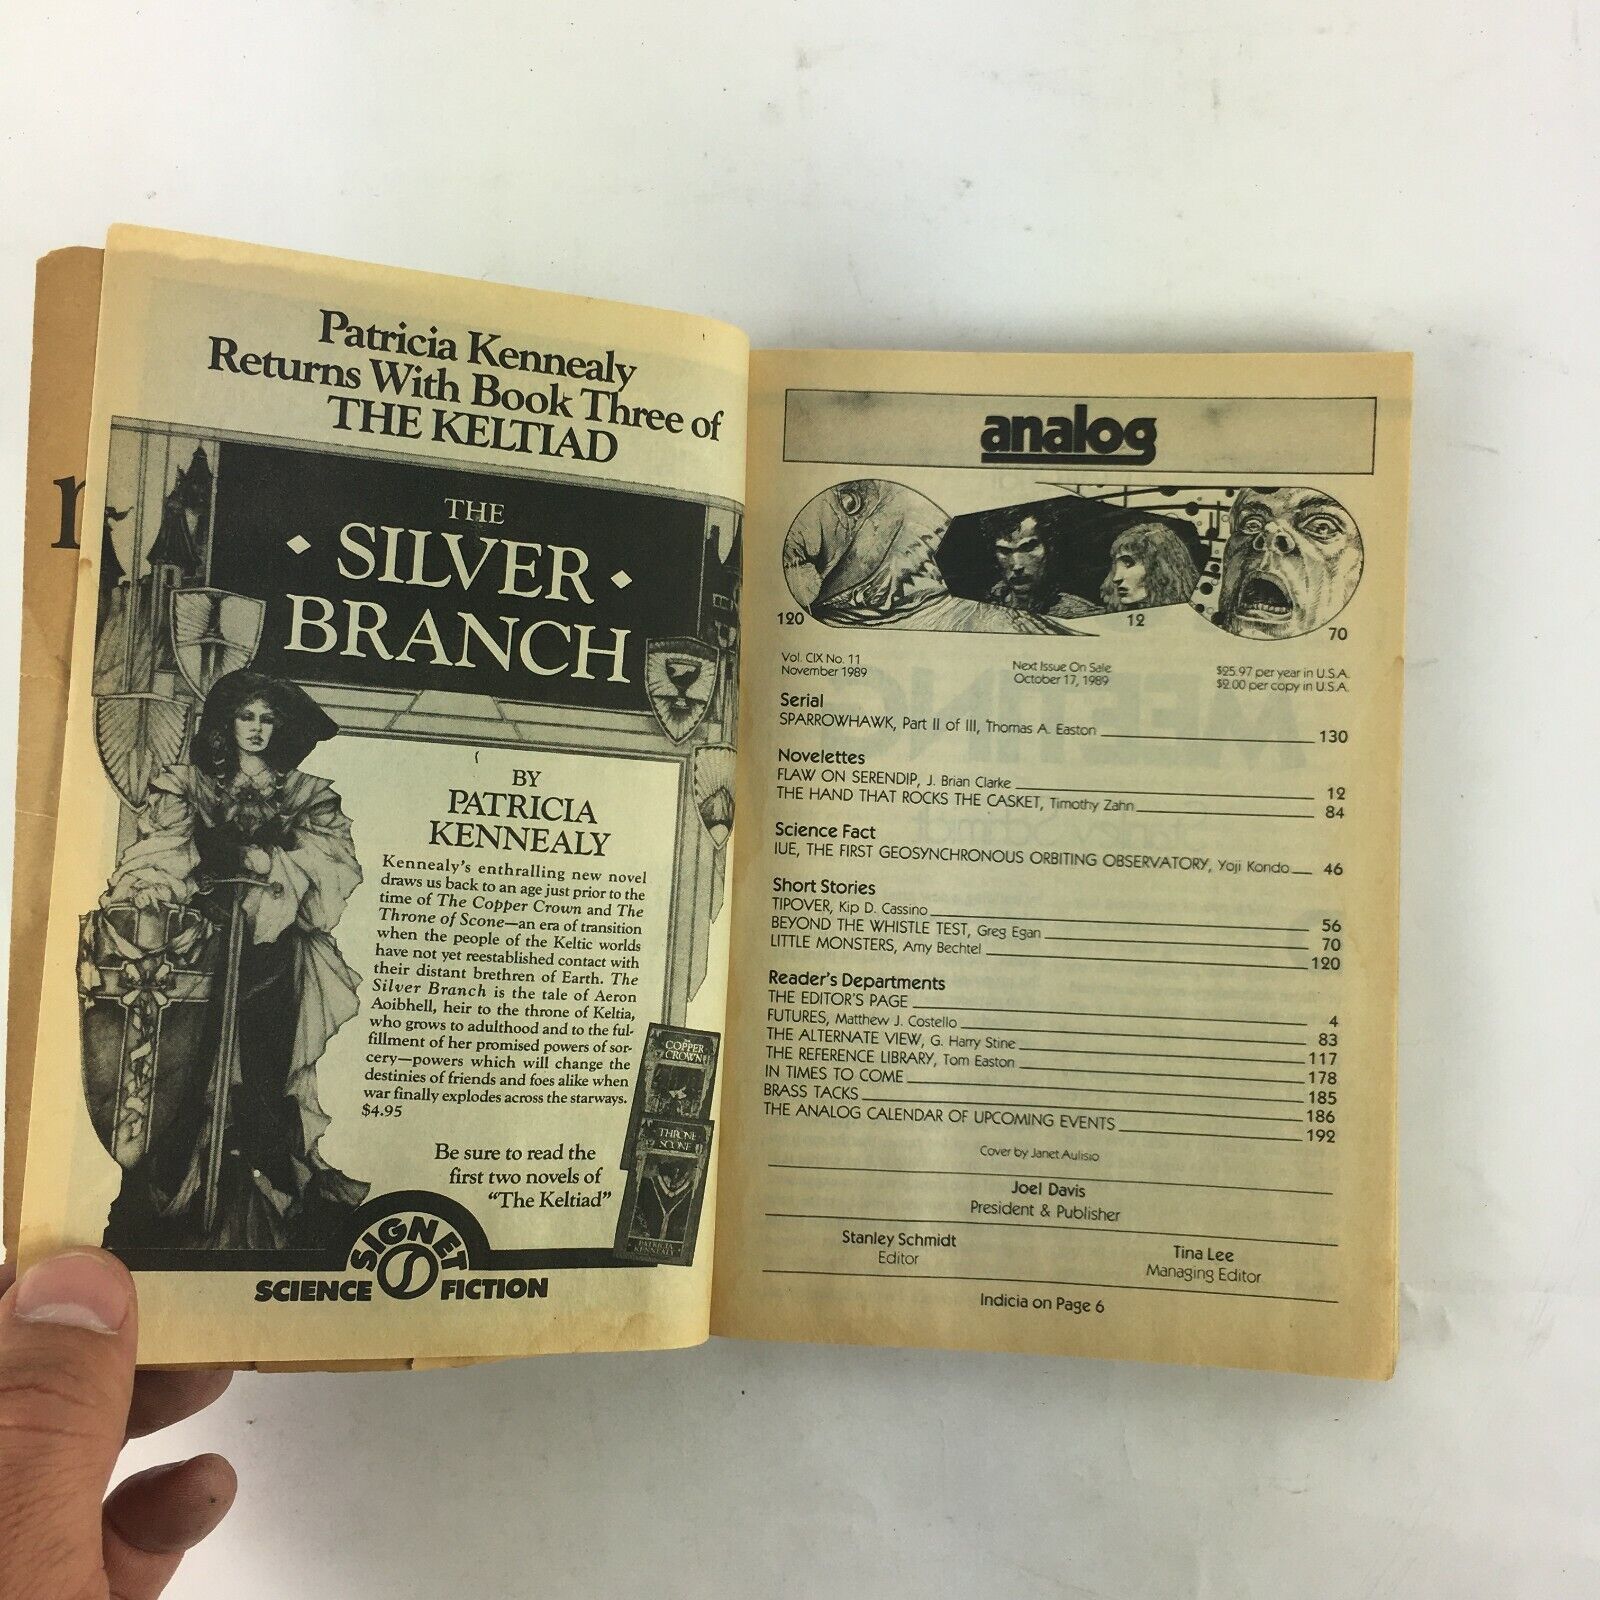 Patricia Kennealy
Returns With Book Three of
THE KELTIAD
THE
SILVER
BRANCH
BY
PATRICIA
KENNEALY
Kennealy's enthralling new novel
draws us back to an age just prior to the
time of The Copper Crown and The
Throne of Scone—an era of transition
when the people of the Keltic worlds
have not yet reestablished contact with
their distant brethren of Earth. The
Silver Branch is the tale of Aeron
Aoibhell, heir to the throne of Keltia,
who grows to adulthood and to the ful-
fillment of her promised powers of sor-
cery—powers which will change the
destinies of friends and foes alike when
war finally explodes across the starways.
$4.95
Be sure to read the
first two novels of
"The Keltiad"
THE
COPPER
CROWN
THRONE
SCONE
PATRICIA
KENNEALY
SIGNET
SCIENCE FICTION
analog
120
12
70
Vol. CIX No. 11
November 1989
Next Issue On Sale
October 17, 1989
$25.97 per year in U.S.A.
$2.00 per copy in U.S.A.
Serial
SPARROWHAWK, Part II of III, Thomas A. Easton 130
Novelettes
FLAW ON SERENDIP, J. Brian Clarke 12
THE HAND THAT ROCKS THE CASKET, Timothy Zahn 84
Science Fact
IUE, THE FIRST GEOSYNCHRONOUS ORBITING OBSERVATORY, Yoji Kondo 46
Short Stories
TIPOVER, Kip D. Cassino 56
BEYOND THE WHISTLE TEST, Greg Egan 70
LITTLE MONSTERS, Amy Bechtel 120
Reader's Departments
THE EDITOR'S PAGE 4
FUTURES, Matthew J. Costello 83
THE ALTERNATE VIEW, G. Harry Stine 117
THE REFERENCE LIBRARY, Tom Easton 178
IN TIMES TO COME 185
BRASS TACKS 186
THE ANALOG CALENDAR OF UPCOMING EVENTS 192
Cover by Janet Aulisio
Joel Davis
President & Publisher
Stanley Schmidt
Editor
Tina Lee
Managing Editor
Indicia on Page 6